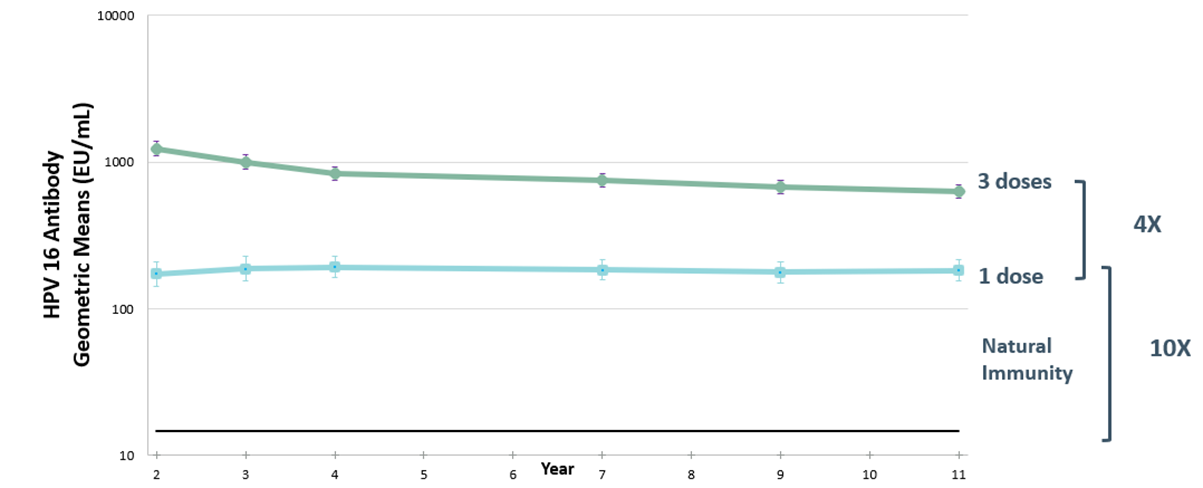 10000
1000
100
10
HPV 16 Antibody
Geometric Means (EU/mL)
2 3 4 5 6 7 8 9 10 11
Year
3 doses
1 dose
Natural
Immunity
4X
10X